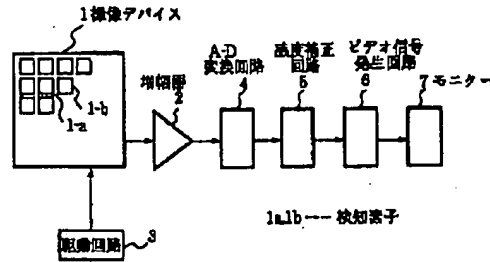 1撮像デバイス
1-b
1-a
増幅部
2
A-D
変換回路
4
温度補正
回路
5
ビデオ信号
発生回路
6
7モニター
駆動回路
3
1a,1b---検知素子